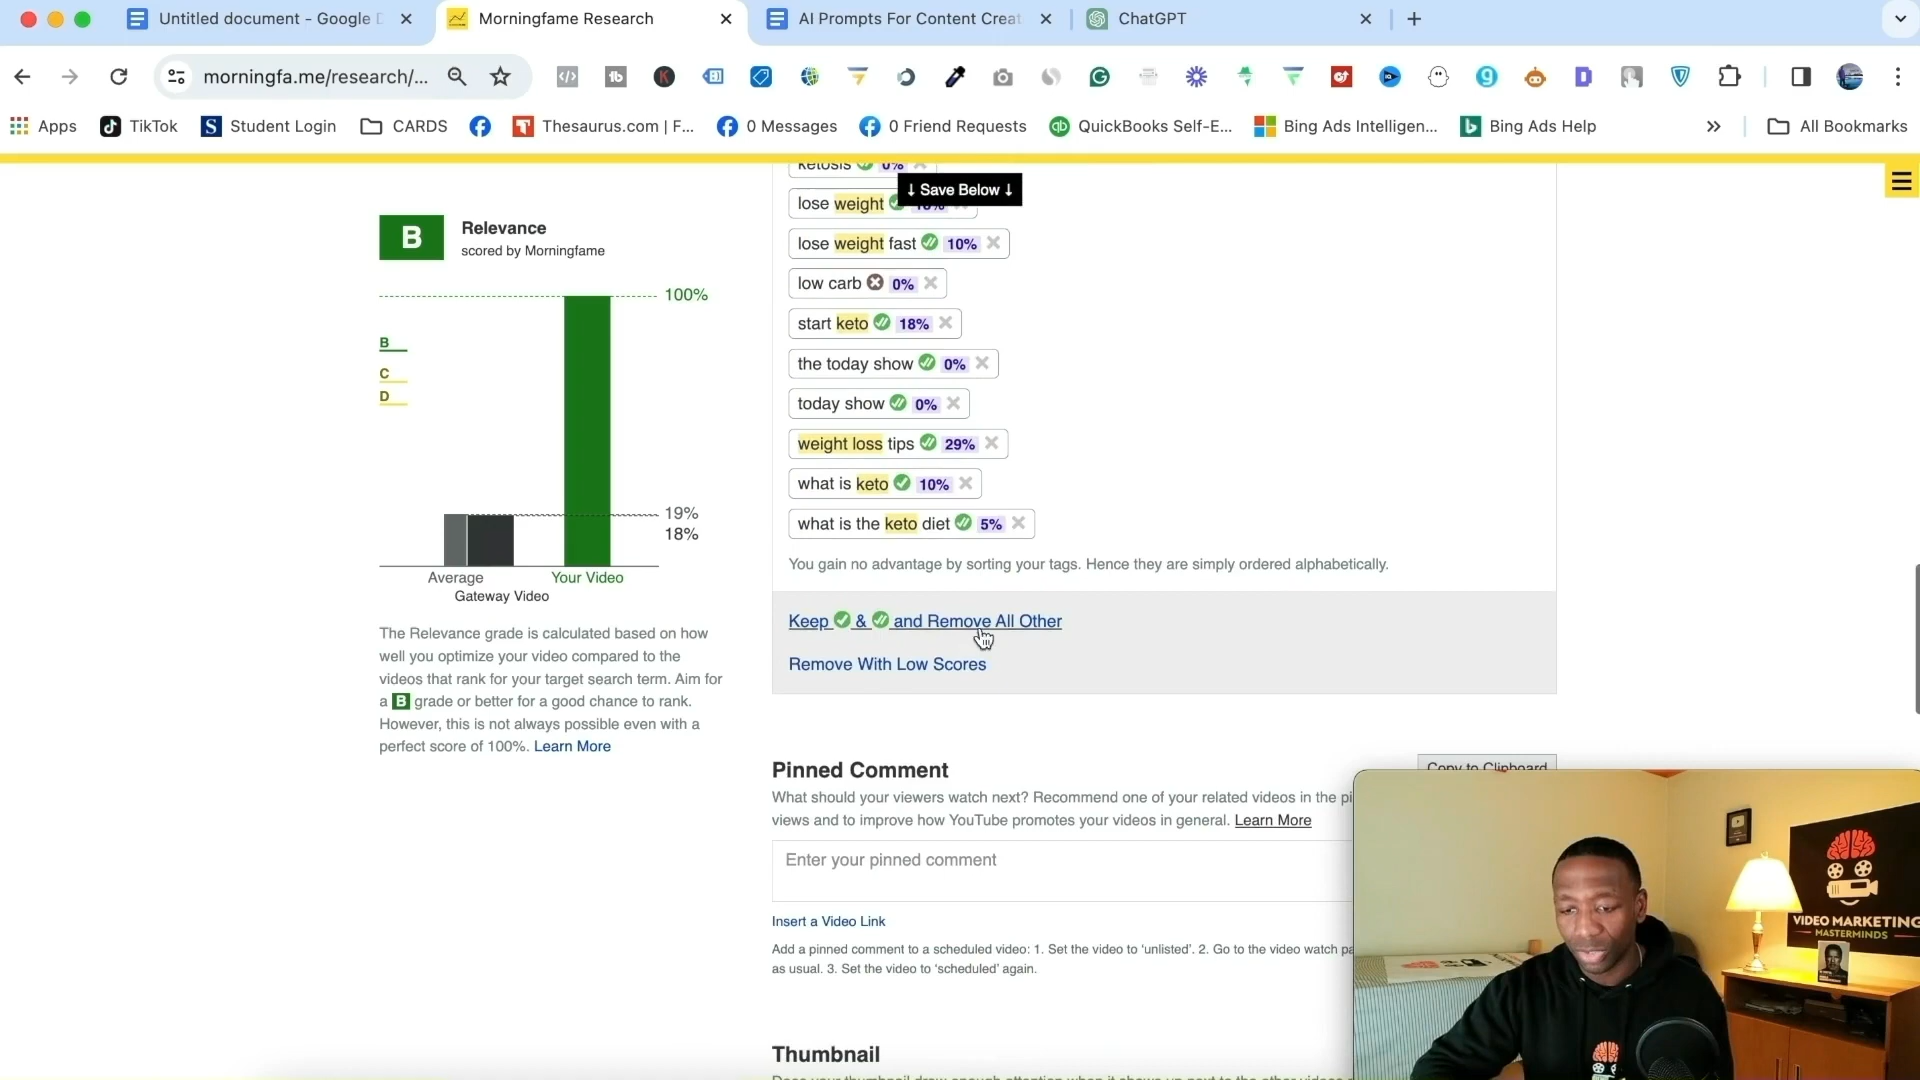 Untitled document - Google D
Morningfame Research
AI Prompts For Content Creat
ChatGPT
morningfa.me/research/...
Apps
TikTok
Student Login
CARDS
Thesaurus.com | F...
0 Messages
0 Friend Requests
QuickBooks Self-E...
Bing Ads Intelligen...
Bing Ads Help
All Bookmarks
ketosis 0%
↓ Save Below ↓
lose weight
lose weight fast 10%
low carb 0%
start keto 18%
the today show 0%
today show 0%
weight loss tips 29%
what is keto 10%
what is the keto diet 5%
You gain no advantage by sorting your tags. Hence they are simply ordered alphabetically.
Keep & and Remove All Other
Remove With Low Scores
B
Relevance
scored by Morningfame
100%
B
C
D
19%
18%
Average
Your Video
Gateway Video
The Relevance grade is calculated based on how
well you optimize your video compared to the
videos that rank for your target search term. Aim for
a B grade or better for a good chance to rank.
However, this is not always possible even with a
perfect score of 100%. Learn More
Pinned Comment
Copy to Clipboard
What should your viewers watch next? Recommend one of your related videos in the pi
views and to improve how YouTube promotes your videos in general. Learn More
Enter your pinned comment
Insert a Video Link
Add a pinned comment to a scheduled video: 1. Set the video to 'unlisted'. 2. Go to the video watch pa
as usual. 3. Set the video to 'scheduled' again.
Thumbnail
VIDEO MARKETING
MASTERMINDS